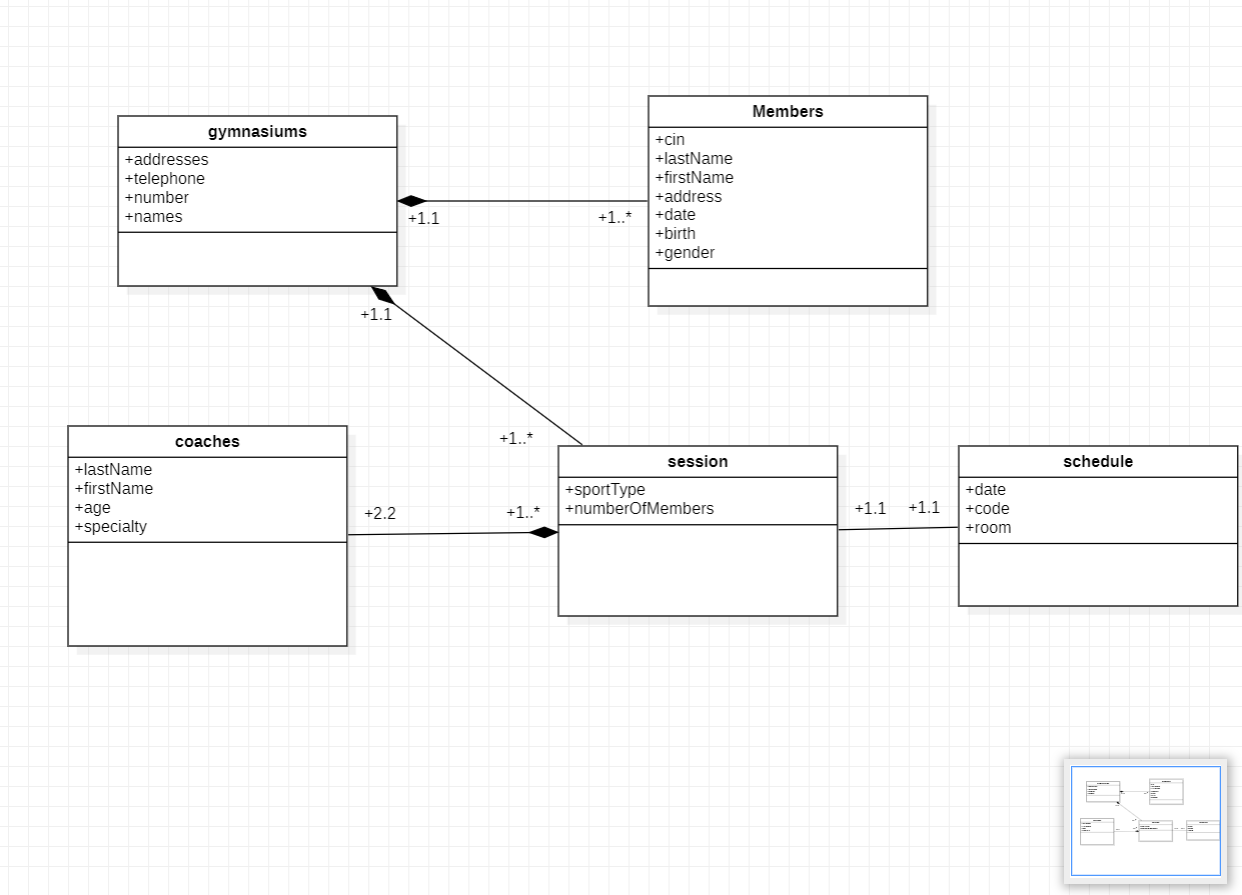 gymnasiums
+addresses
+telephone
+number
+names
+1.1
+1..*
Members
+cin
+lastName
+firstName
+address
+date
+birth
+gender
+1.1
+1..*
coaches
+lastName
+firstName
+age
+specialty
+2.2
+1..*
session
+sportType
+numberOfMembers
+1.1
+1.1
schedule
+date
+code
+room